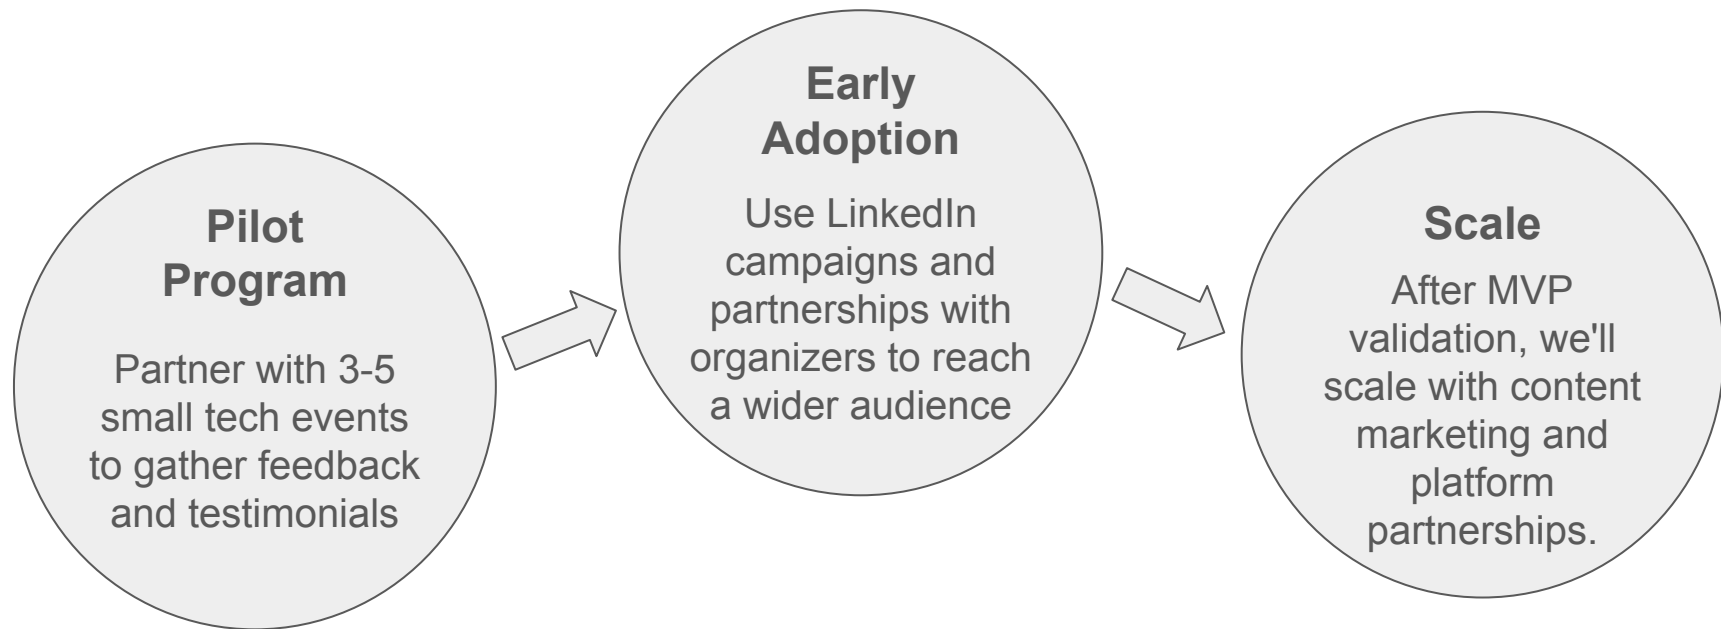 Pilot
Program
Partner with 3-5
small tech events
to gather feedback
and testimonials
Early
Adoption
Use LinkedIn
campaigns and
partnerships with
organizers to reach
a wider audience
Scale
After MVP
validation, we'll
scale with content
marketing and
platform
partnerships.